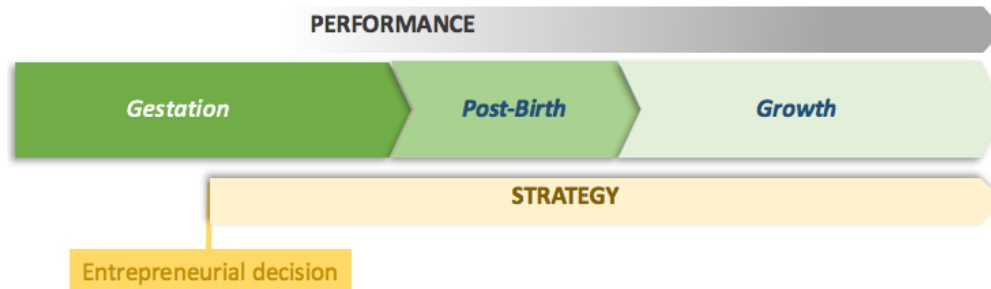 PERFORMANCE
Gestation
Post-Birth
Growth
STRATEGY
Entrepreneurial decision